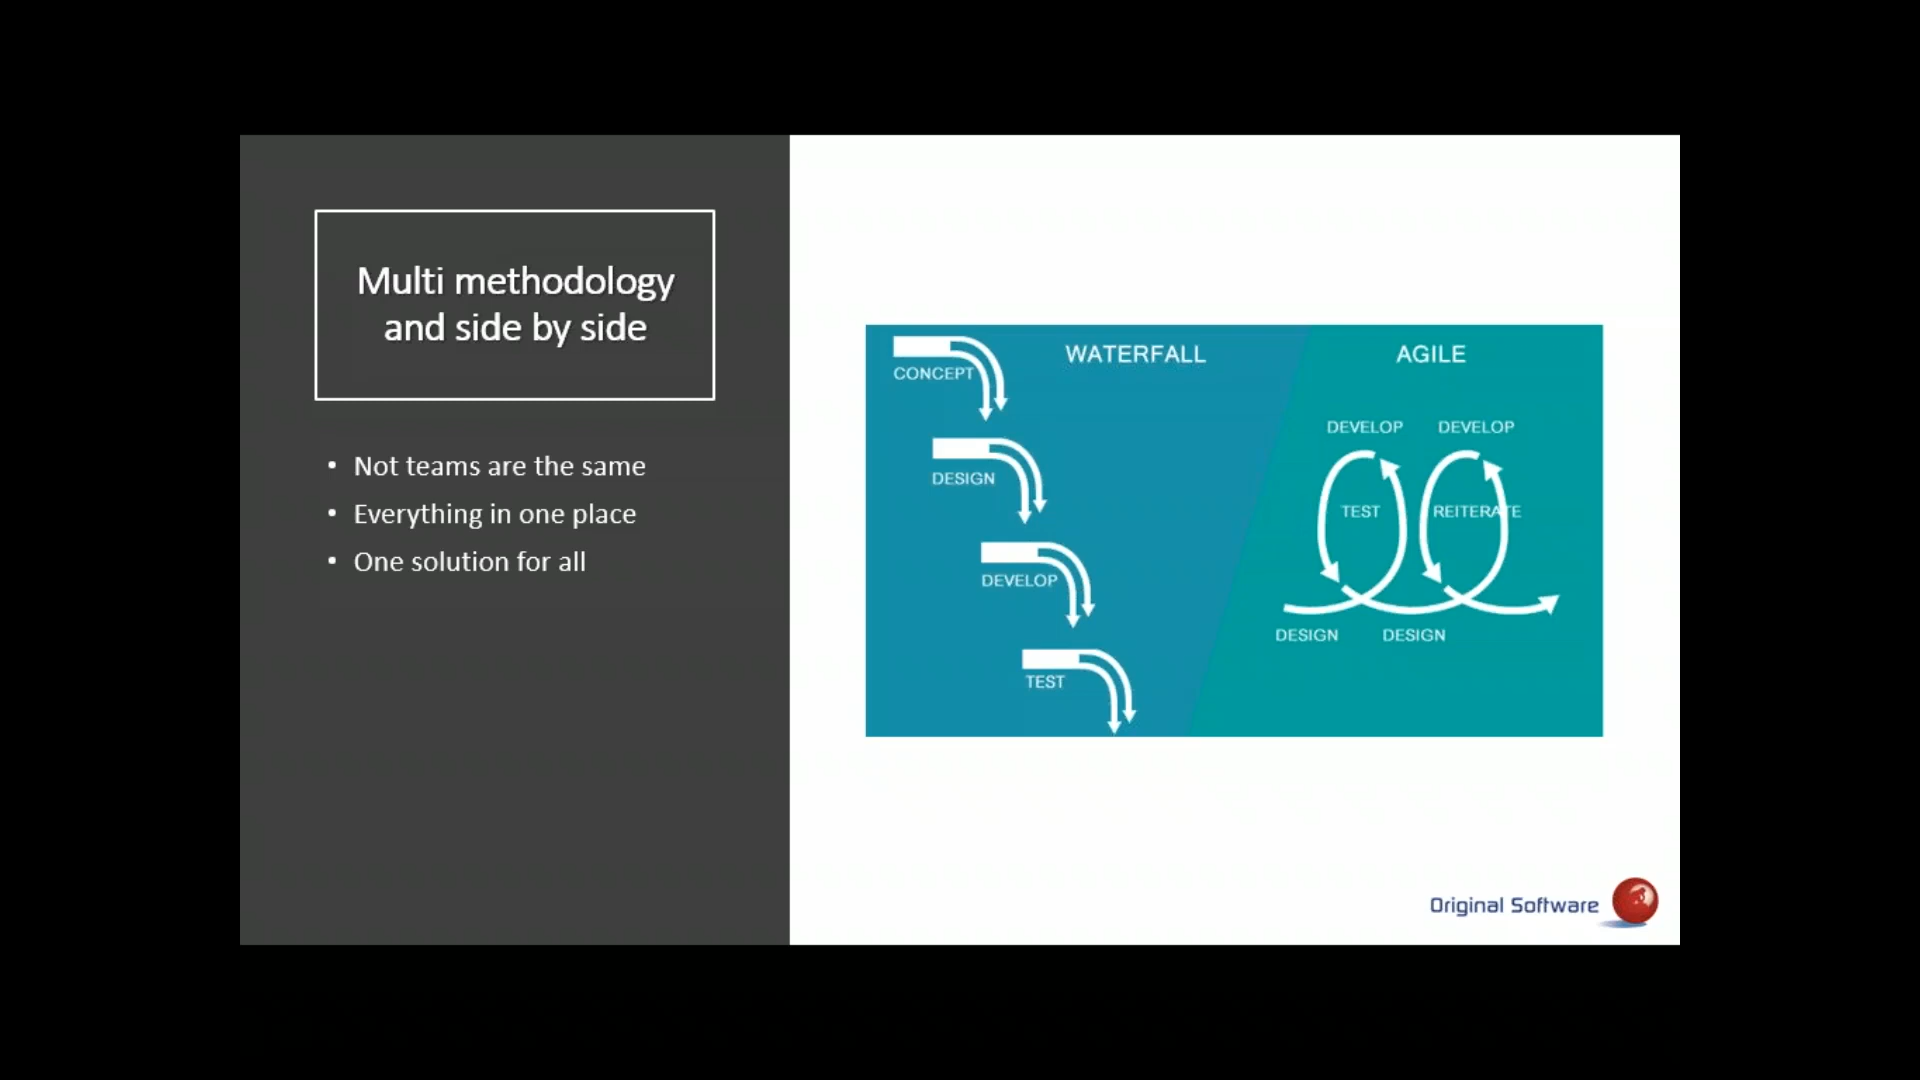 Multi methodology
and side by side
• Not teams are the same
• Everything in one place
• One solution for all
WATERFALL
CONCEPT
DESIGN
DEVELOP
TEST
AGILE
DEVELOP DEVELOP
TEST REITERATE
DESIGN DESIGN
Original Software